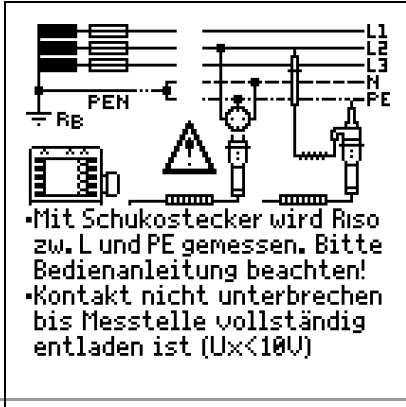 L1
L2
L3
N
PE
PEN
RB
•Mit Schukostecker wird Riso
zw. L und PE gemessen. Bitte
Bedienanleitung beachten!
•Kontakt nicht unterbrechen
bis Messtelle vollständig
entladen ist (Ux<10V)